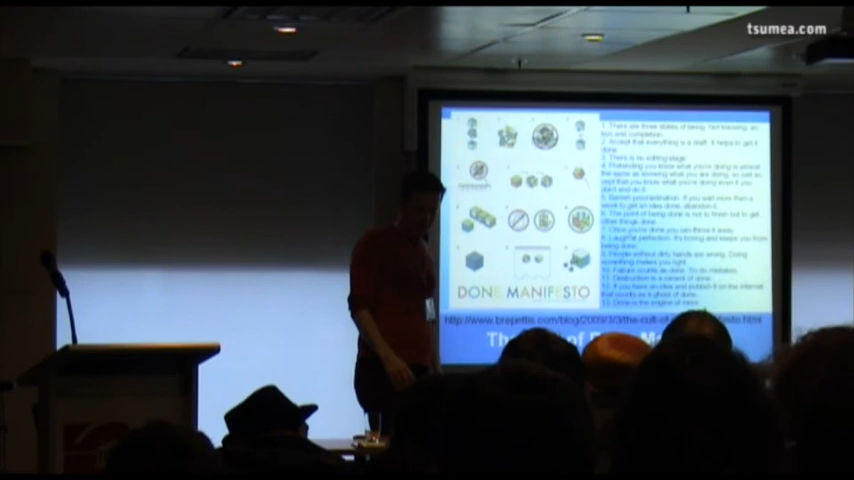 tsumea.com
1. There are three states of being. Not knowing, ac-
tion and completion.
2. Accept that everything is a draft. It helps to get it
done.
3. There is no editing stage.
4. Pretending you know what you're doing is almost
the same as knowing what you are doing, so just ac-
cept that you know what you're doing even if you
don't and do it.
5. Banish procrastination. If you wait more than a
week to get an idea done, abandon it.
6. The point of being done is not to finish but to get
other things done.
7. Once you're done you can throw it away.
8. Laugh at perfection. It's boring and keeps you from
being done.
9. People without dirty hands are wrong. Doing
something makes you right.
10. Failure counts as done. So do mistakes.
11. Destruction is a variant of done.
12. If you have an idea and publish it on the internet,
that counts as a ghost of done.
13. Done is the engine of more.
DONE MANIFESTO
http://www.brepettis.com/blog/2009/3/3/the-cult-of
html